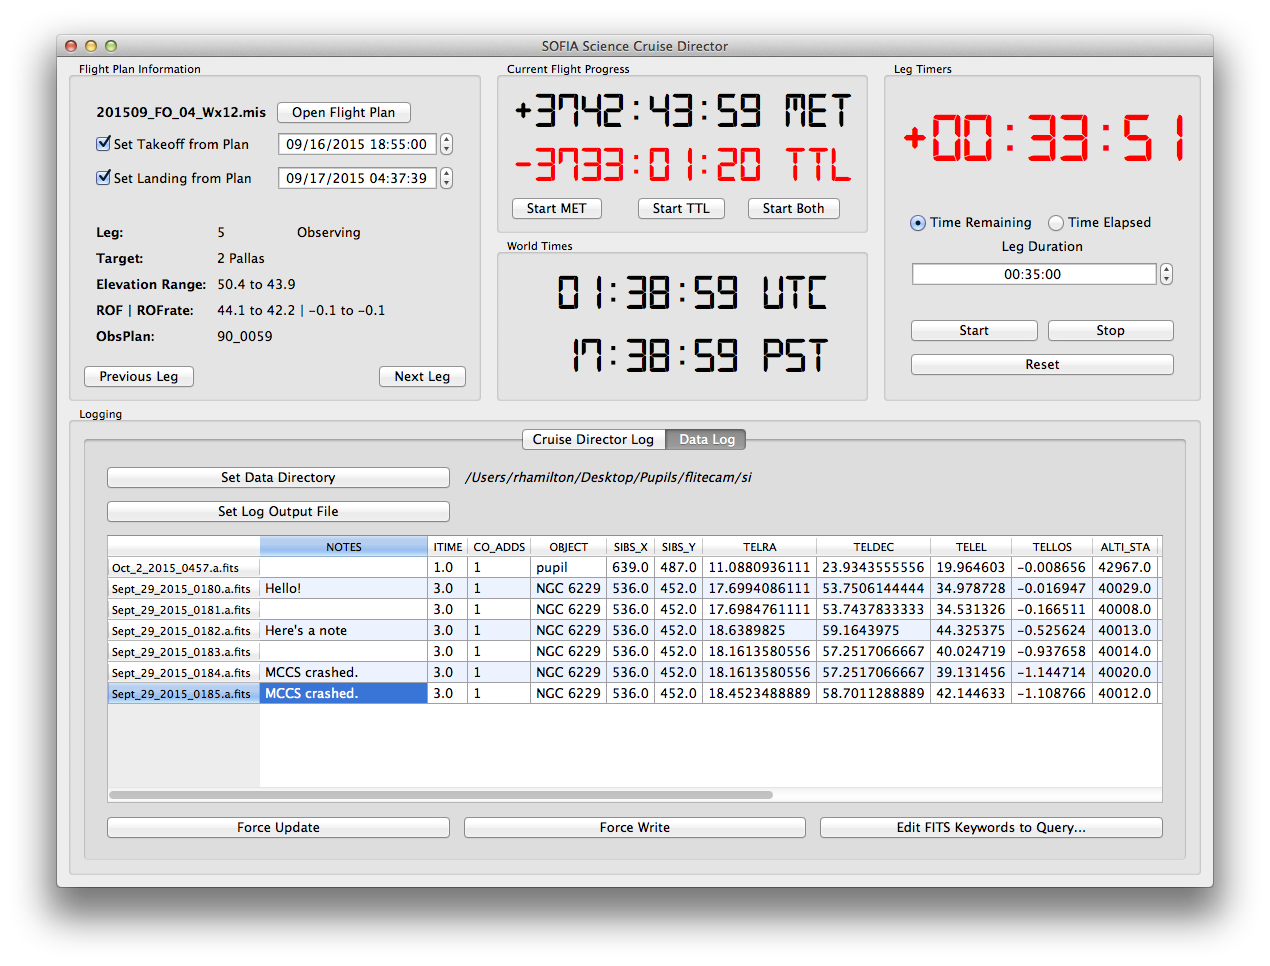 SOFIA Science Cruise Director
Flight Plan Information
201509_FO_04_Wx12.mis Open Flight Plan
Set Takeoff from Plan 09/16/2015 18:55:00
Set Landing from Plan 09/17/2015 04:37:39
Leg: 5 Observing
Target: 2 Pallas
Elevation Range: 50.4 to 43.9
ROF | ROFrate: 44.1 to 42.2 | -0.1 to -0.1
ObsPlan: 90_0059
Previous Leg Next Leg
Current Flight Progress
+3742:43:59 MET
-3733:01:20 TTL
Start MET Start TTL Start Both
World Times
01:38:59 UTC
17:38:59 PST
Leg Timers
+00:33:51
Time Remaining Time Elapsed
Leg Duration
00:35:00
Start Stop
Reset
Logging
Cruise Director Log Data Log
Set Data Directory /Users/rhamilton/Desktop/Pupils/flitecam/si
Set Log Output File
NOTES ITIME CO_ADDS OBJECT SIBS_X SIBS_Y TELRA TELDEC TELEL TELLOS ALTI_STA
Oct_2_2015_0457.a.fits 1.0 1 pupil 639.0 487.0 11.0880936111 23.9343555556 19.964603 -0.008656 42967.0
Sept_29_2015_0180.a.fits Hello! 3.0 1 NGC 6229 536.0 452.0 17.6994086111 53.7506144444 34.978728 -0.016947 40029.0
Sept_29_2015_0181.a.fits 3.0 1 NGC 6229 536.0 452.0 17.6984761111 53.7437833333 34.531326 -0.166511 40008.0
Sept_29_2015_0182.a.fits Here's a note 3.0 1 NGC 6229 536.0 452.0 18.6389825 59.1643975 44.325375 -0.525624 40013.0
Sept_29_2015_0183.a.fits 3.0 1 NGC 6229 536.0 452.0 18.1613580556 57.2517066667 40.024719 -0.937658 40014.0
Sept_29_2015_0184.a.fits MCCS crashed. 3.0 1 NGC 6229 536.0 452.0 18.1613580556 57.2517066667 39.131456 -1.144714 40020.0
Sept_29_2015_0185.a.fits MCCS crashed. 3.0 1 NGC 6229 536.0 452.0 18.4523488889 58.7011288889 42.144633 -1.108766 40012.0
Force Update Force Write Edit FITS Keywords to Query...